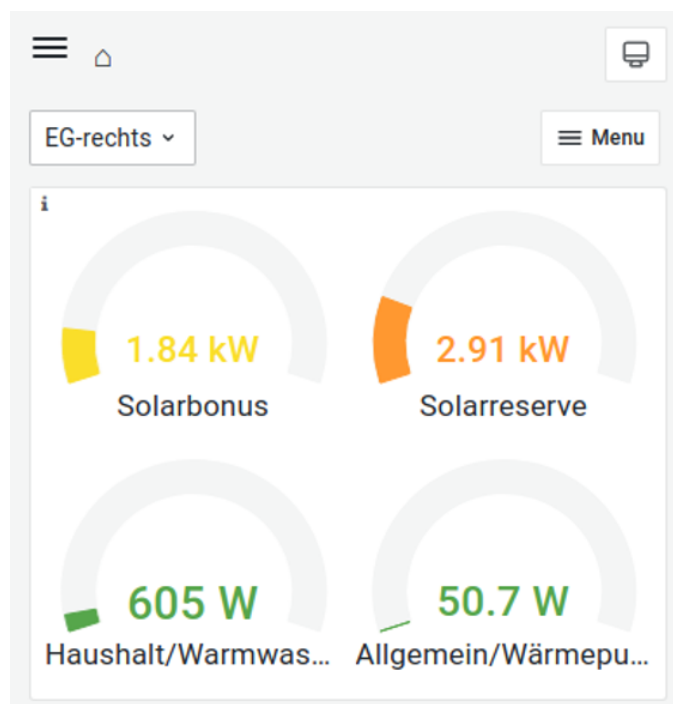 EG-rechts
Menu
i
1.84 kW
2.91 kW
Solarbonus
Solarreserve
605 W
50.7 W
Haushalt/Warmwas...
Allgemein/Wärmepu...